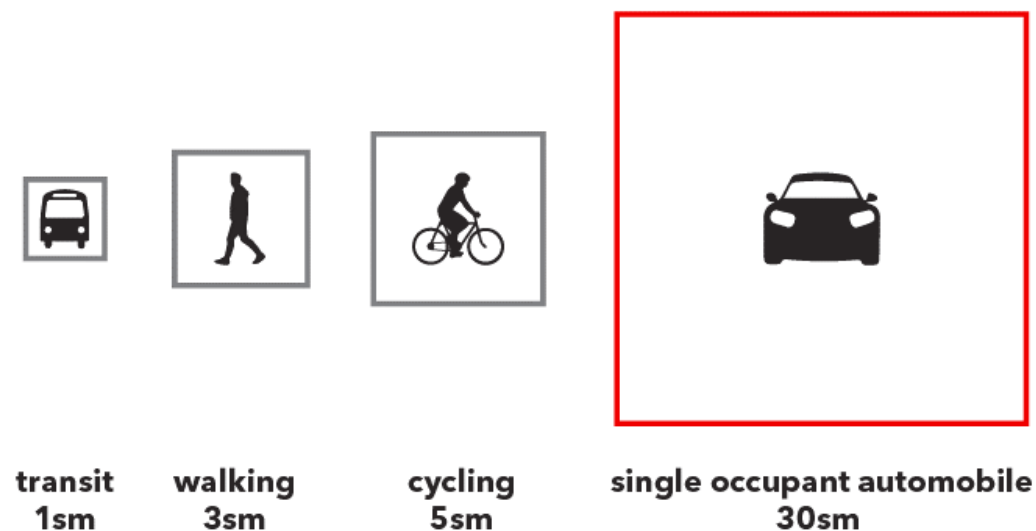 transit
1sm
walking
3sm
cycling
5sm
single occupant automobile
30sm